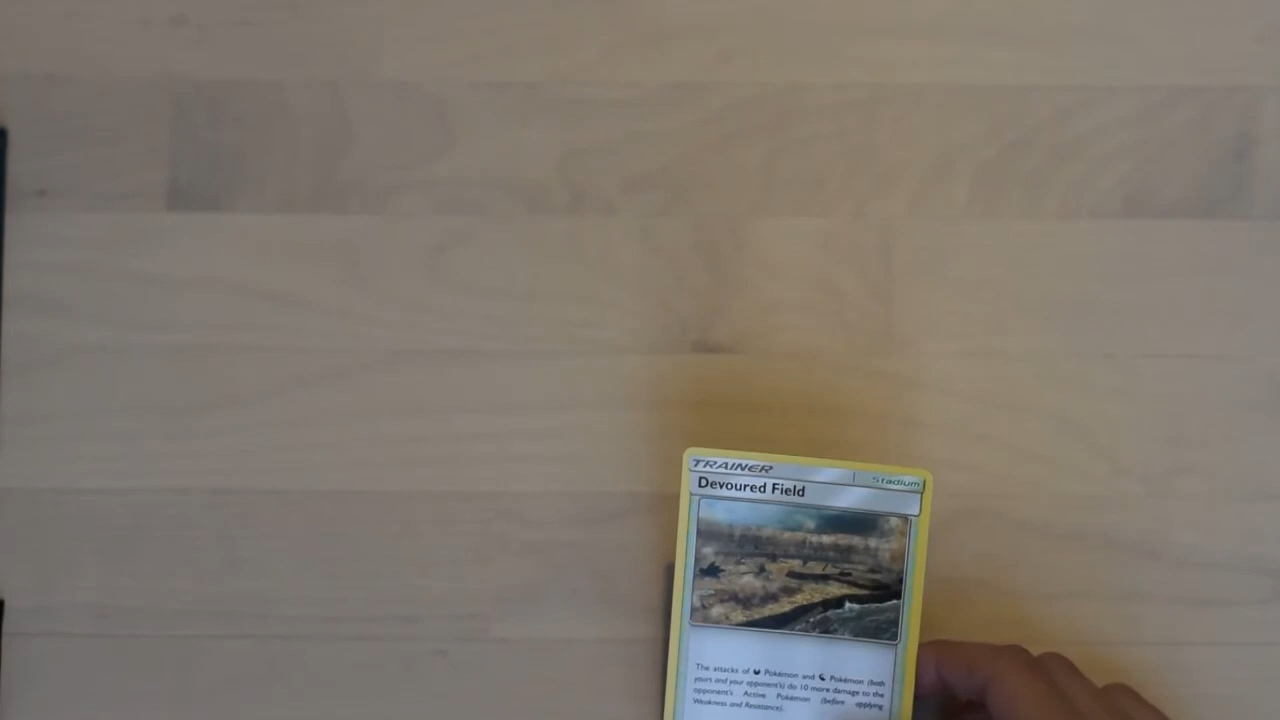 TRAINER Stadium
Devoured Field
The attacks of Pokémon and Pokémon (both
yours and your opponent's) do 10 more damage to the
opponent's Active Pokémon (before applying
Weakness and Resistance).